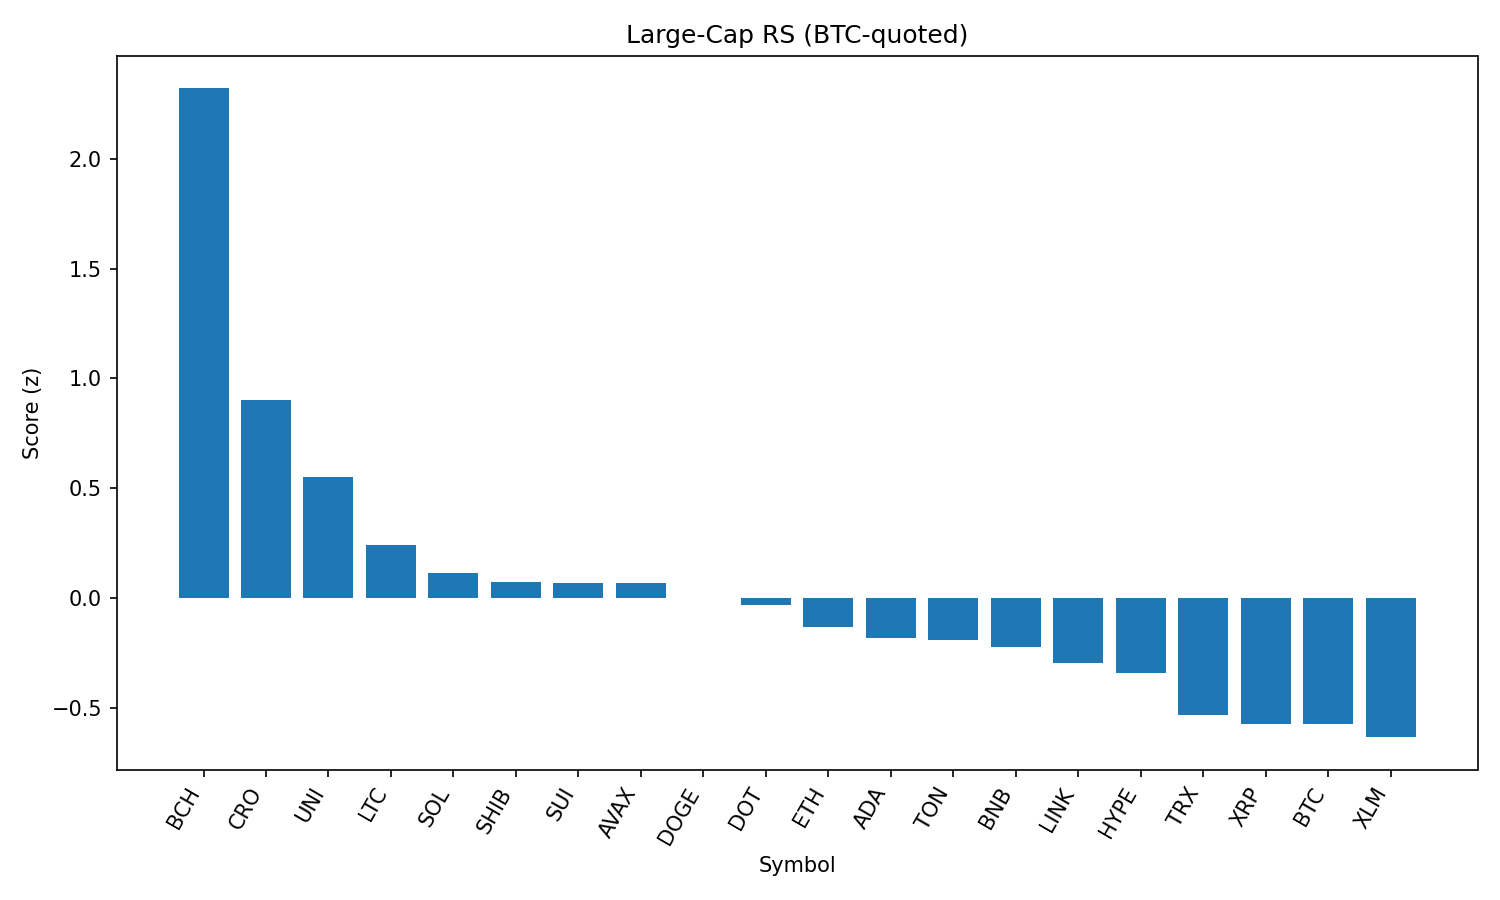 Large-Cap RS (BTC-quoted)
Score (z)
2.0
1.5
1.0
0.5
0.0
−0.5
BCH
CRO
UNI
LTC
SOL
SHIB
SUI
AVAX
DOGE
DOT
ETH
ADA
TON
BNB
LINK
HYPE
TRX
XRP
BTC
XLM
Symbol